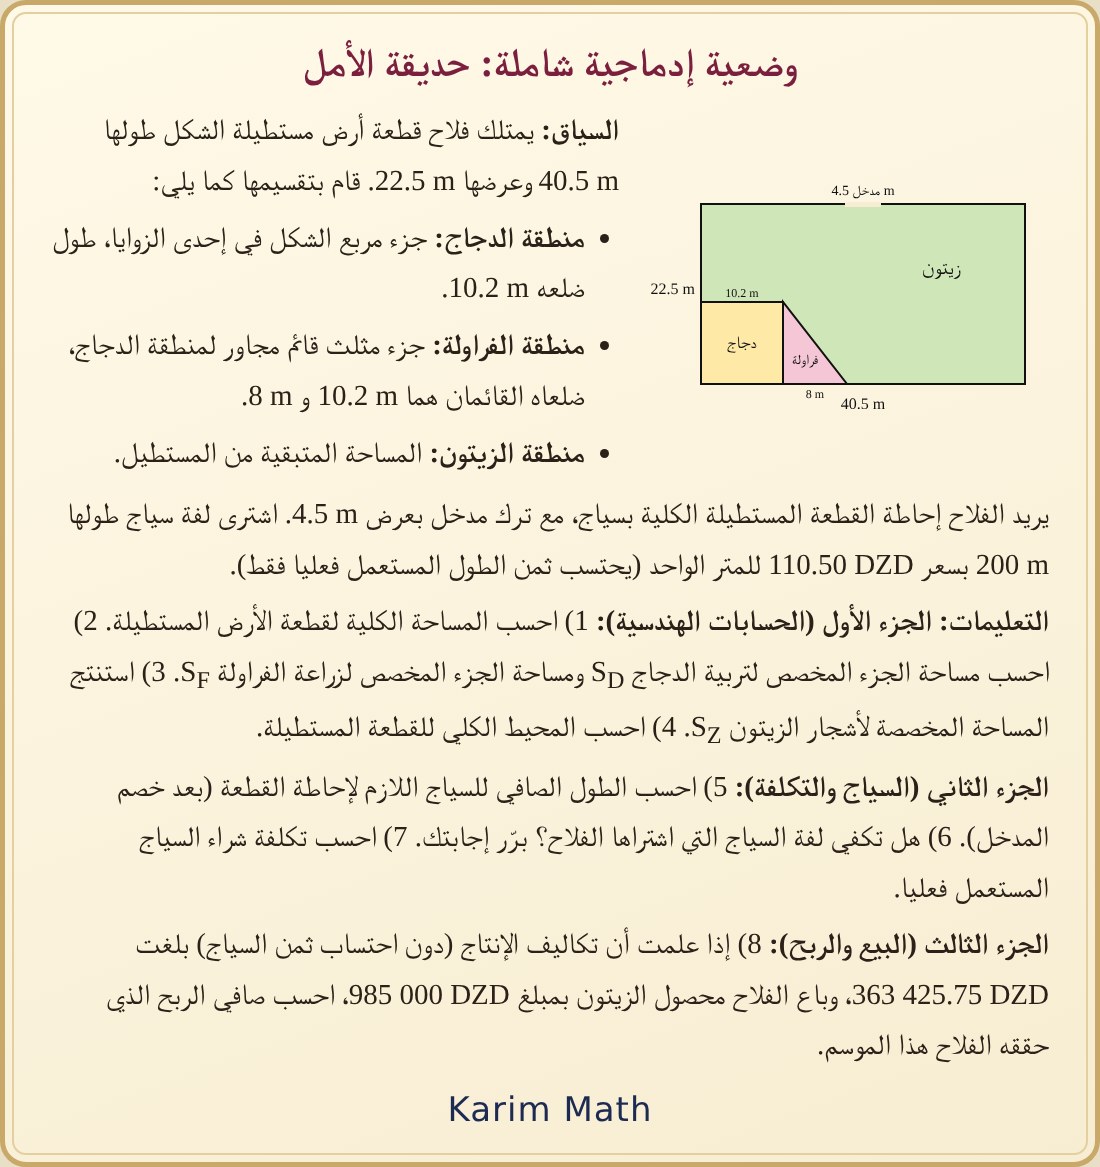 وضعية إدماجية شاملة: حديقة الأمل
السياق: يمتلك فلاح قطعة أرض مستطيلة الشكل طولها
40.5 m وعرضها 22.5 m. قام بتقسيمها كما يلي:
• منطقة الدجاج: جزء مربع الشكل في إحدى الزوايا، طول
ضلعه 10.2 m.
• منطقة الفراولة: جزء مثلث قائم مجاور لمنطقة الدجاج،
ضلعاه القائمان هما 10.2 m و 8 m.
• منطقة الزيتون: المساحة المتبقية من المستطيل.
مدخل 4.5 m
زيتون
22.5 m
10.2 m
دجاج
فراولة
8 m
40.5 m
يريد الفلاح إحاطة القطعة المستطيلة الكلية بسياج، مع ترك مدخل بعرض 4.5 m. اشترى لفة سياج طولها
200 m بسعر 110.50 DZD للمتر الواحد (يحتسب ثمن الطول المستعمل فعليا فقط).
التعليمات: الجزء الأول (الحسابات الهندسية): 1) احسب المساحة الكلية لقطعة الأرض المستطيلة. 2)
احسب مساحة الجزء المخصص لتربية الدجاج S_D ومساحة الجزء المخصص لزراعة الفراولة S_F. 3) استنتج
المساحة المخصصة لأشجار الزيتون S_Z. 4) احسب المحيط الكلي للقطعة المستطيلة.
الجزء الثاني (السياج والتكلفة): 5) احسب الطول الصافي للسياج اللازم لإحاطة القطعة (بعد خصم
المدخل). 6) هل تكفي لفة السياج التي اشتراها الفلاح؟ برّر إجابتك. 7) احسب تكلفة شراء السياج
المستعمل فعليا.
الجزء الثالث (البيع والربح): 8) إذا علمت أن تكاليف الإنتاج (دون احتساب ثمن السياج) بلغت
363 425.75 DZD، وباع الفلاح محصول الزيتون بمبلغ 985 000 DZD، احسب صافي الربح الذي
حققه الفلاح هذا الموسم.
Karim Math